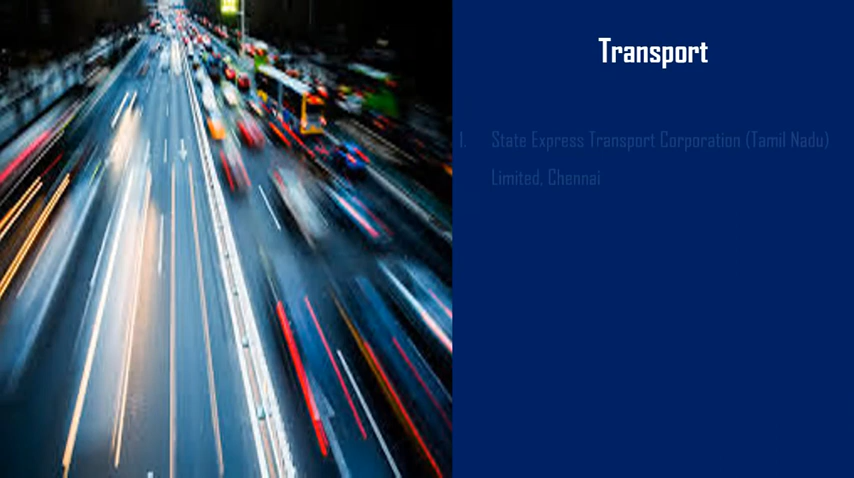 Transport
1. State Express Transport Corporation (Tamil Nadu)
Limited, Chennai